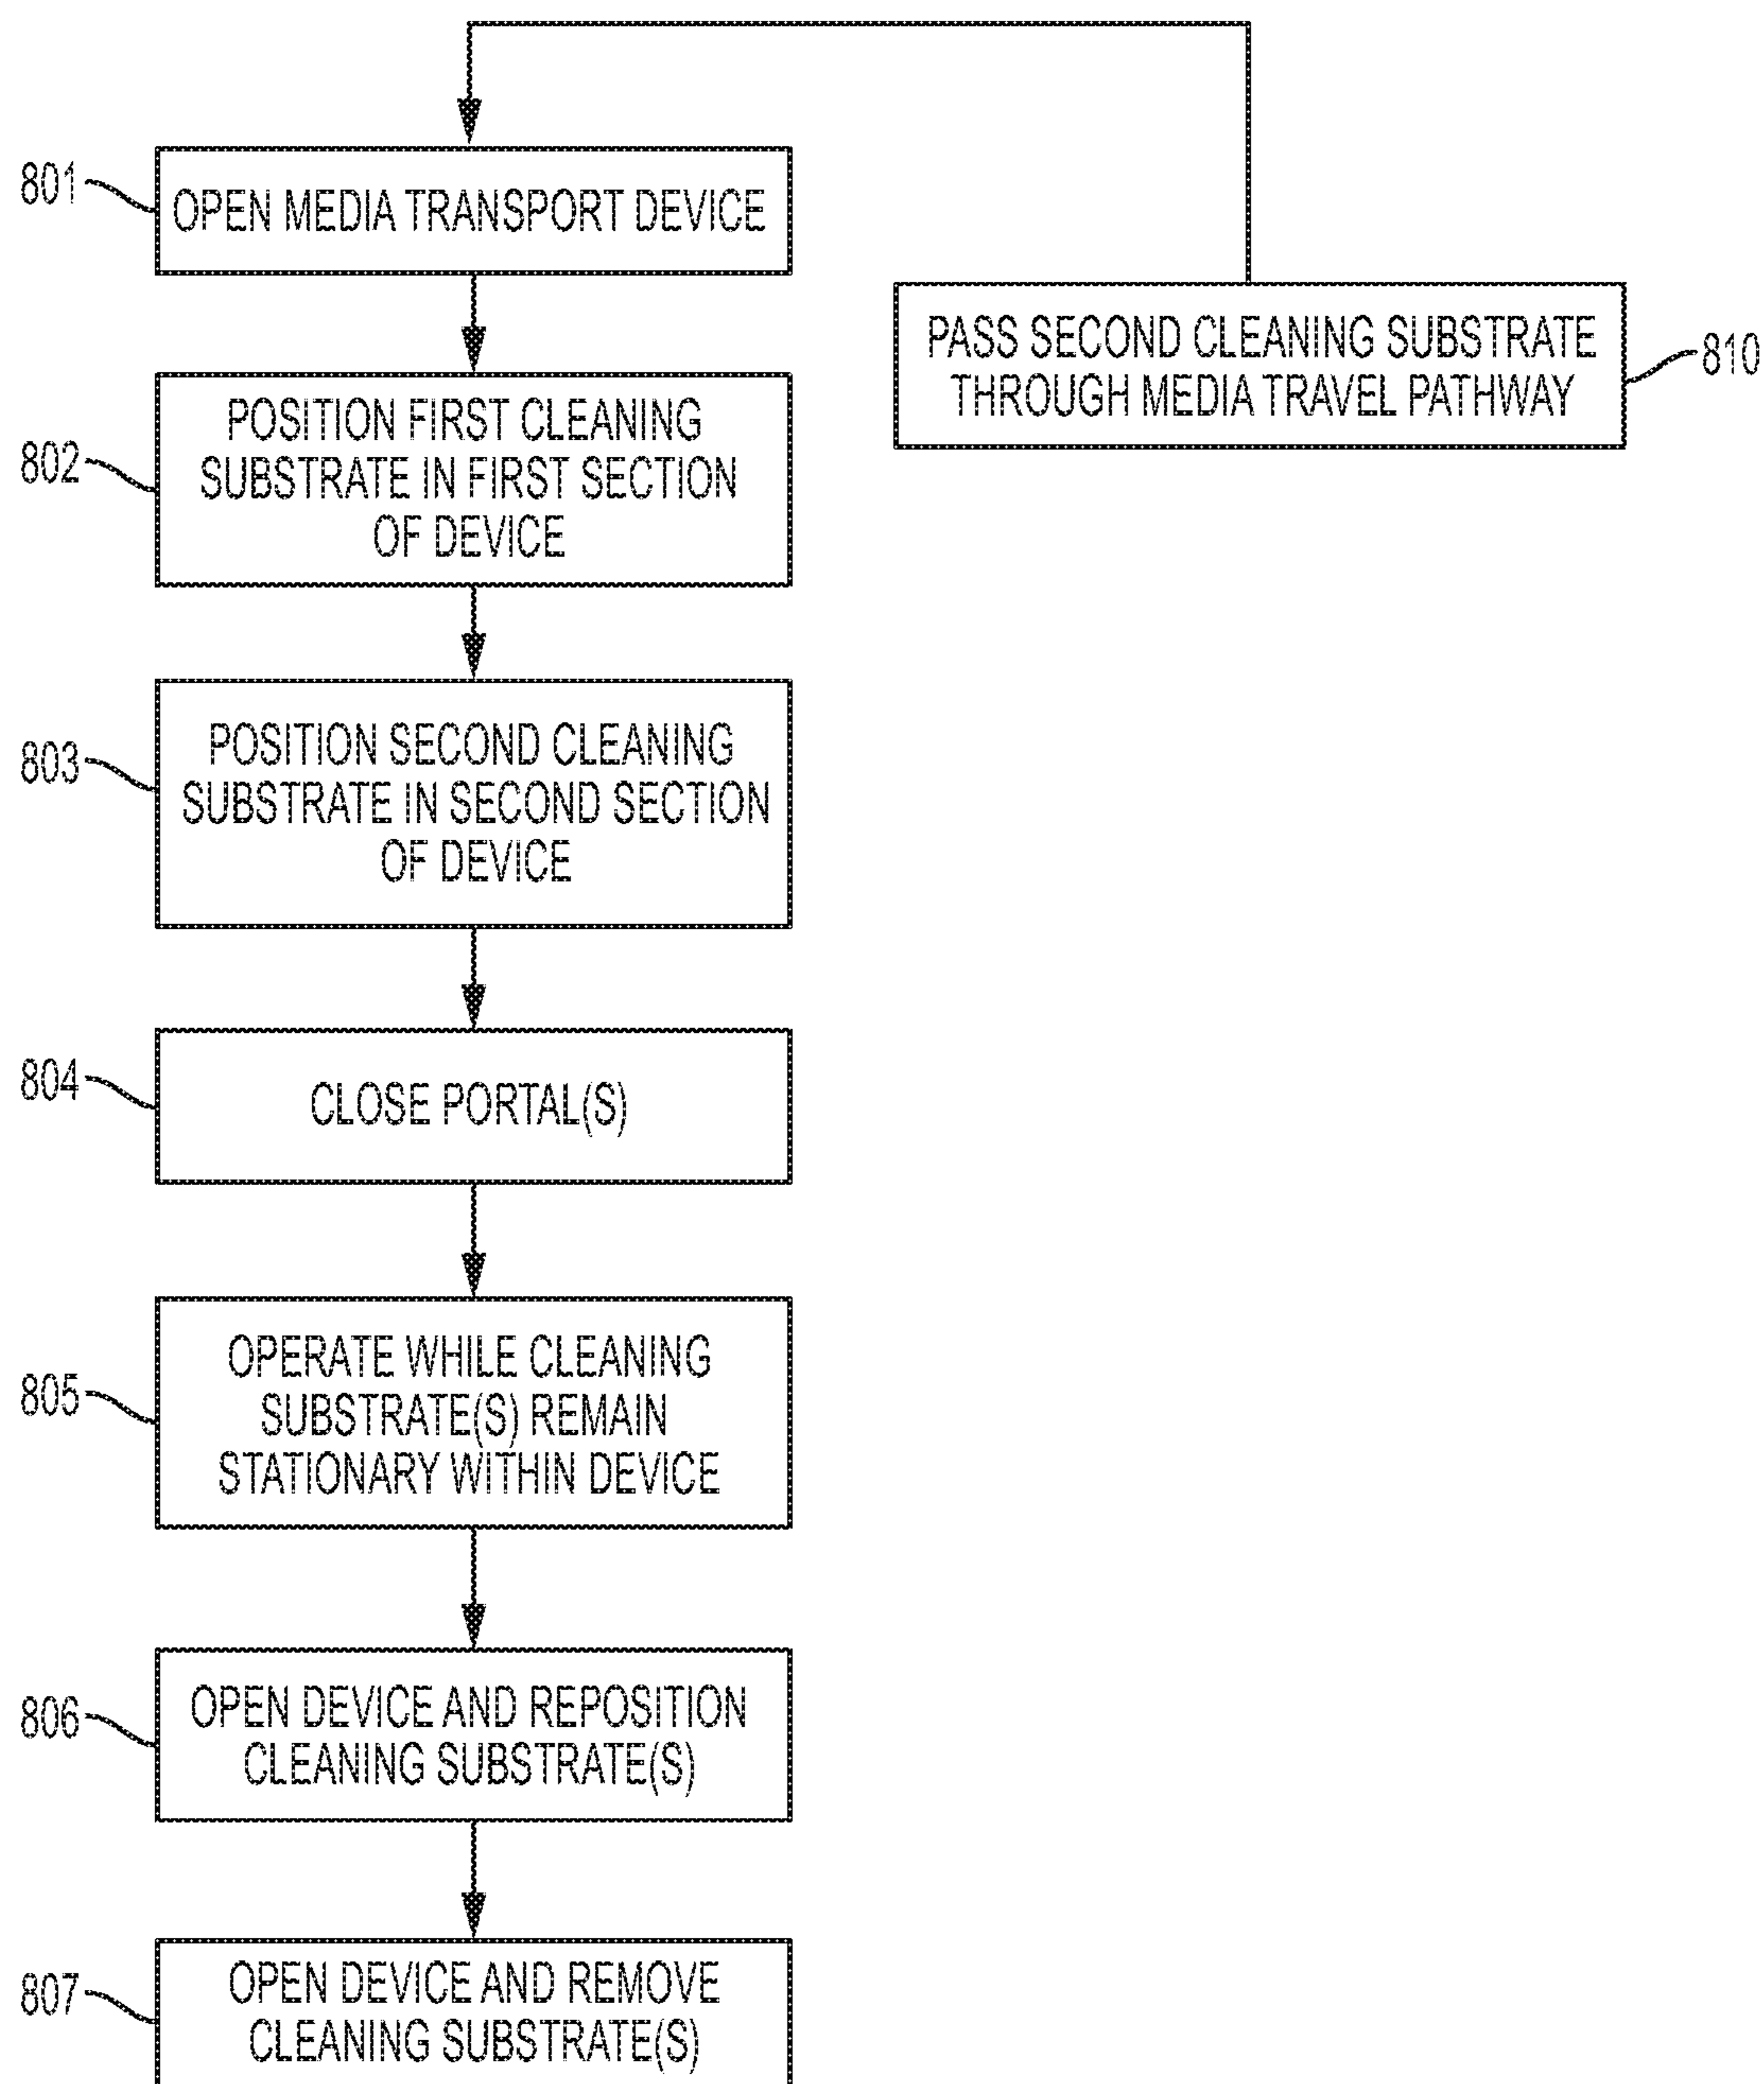 801
OPEN MEDIA TRANSPORT DEVICE
PASS SECOND CLEANING SUBSTRATE
THROUGH MEDIA TRAVEL PATHWAY
810
802
POSITION FIRST CLEANING
SUBSTRATE IN FIRST SECTION
OF DEVICE
803
POSITION SECOND CLEANING
SUBSTRATE IN SECOND SECTION
OF DEVICE
804
CLOSE PORTAL(S)
805
OPERATE WHILE CLEANING
SUBSTRATE(S) REMAIN
STATIONARY WITHIN DEVICE
806
OPEN DEVICE AND REPOSITION
CLEANING SUBSTRATE(S)
807
OPEN DEVICE AND REMOVE
CLEANING SUBSTRATE(S)